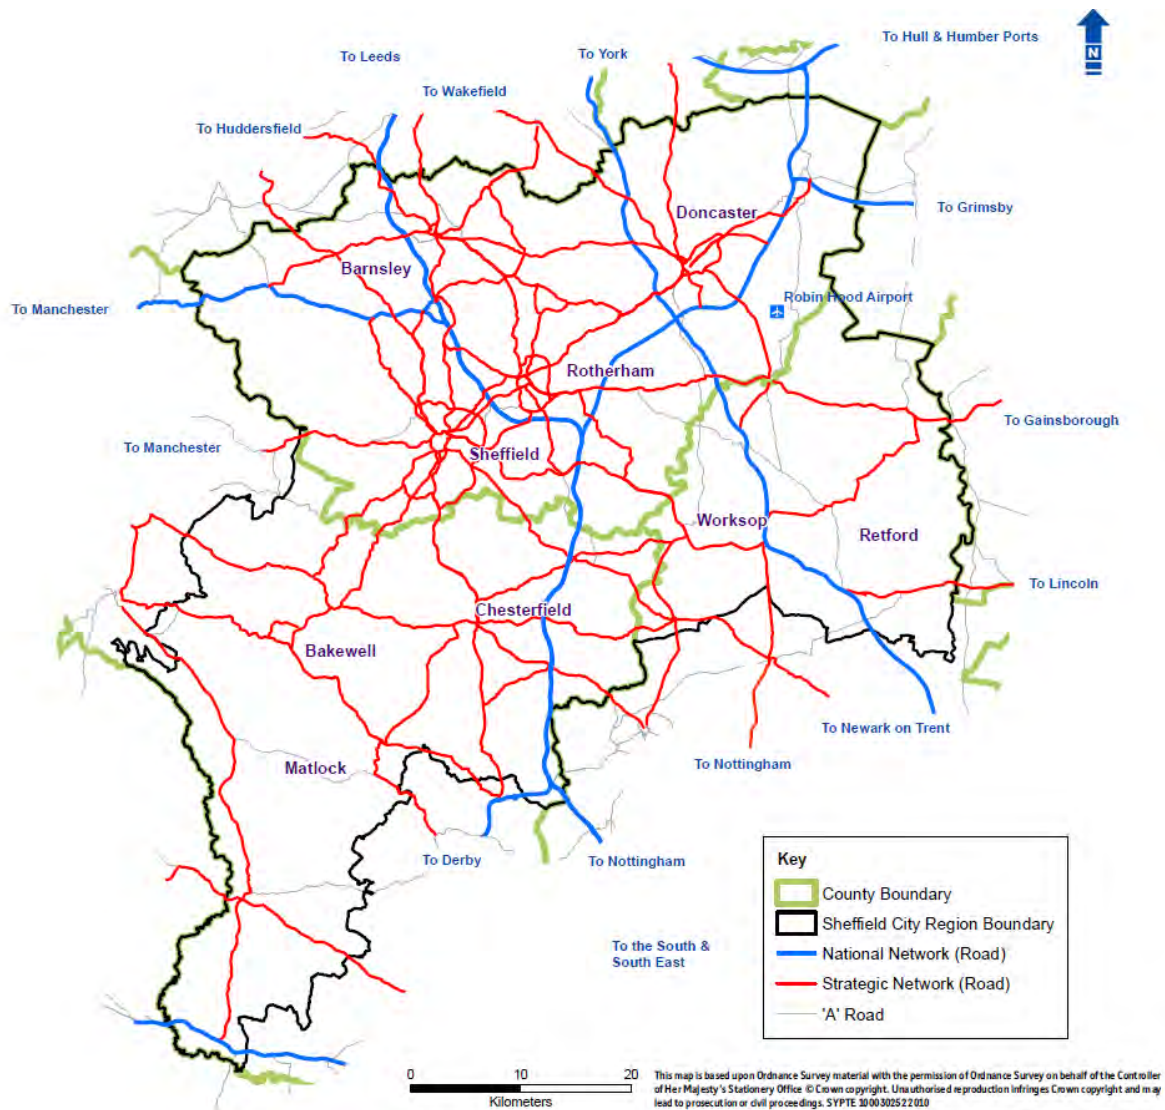 To Hull & Humber Ports
N
To Leeds
To York
To Wakefield
To Huddersfield
To Grimsby
Doncaster
Barnsley
Robin Hood Airport
To Manchester
Rotherham
To Gainsborough
To Manchester
Sheffield
Worksop
Retford
To Lincoln
Chesterfield
Bakewell
To Newark on Trent
To Nottingham
Matlock
To Derby
To Nottingham
To the South &
South East
Key
County Boundary
Sheffield City Region Boundary
National Network (Road)
Strategic Network (Road)
'A' Road
0 10 20
Kilometers
This map is based upon Ordnance Survey material with the permission of Ordnance Survey on behalf of the Controller
of Her Majesty's Stationery Office © Crown copyright. Unauthorised reproduction infringes Crown copyright and may
lead to prosecution or civil proceedings. SYPTE 1000302522010